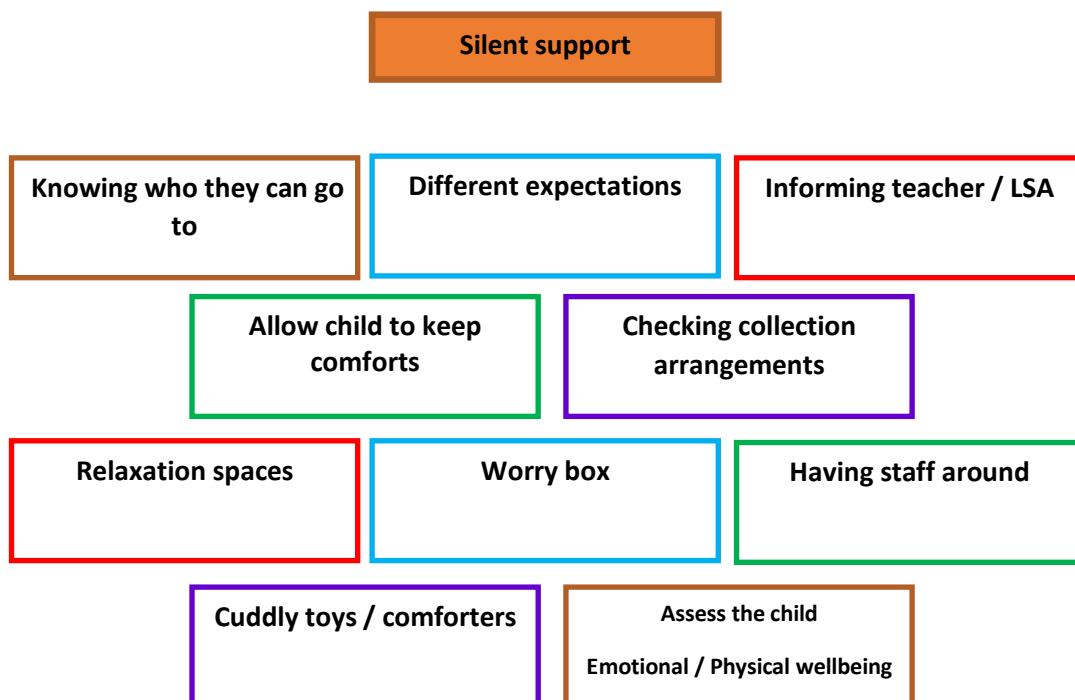 Silent support
Knowing who they can go
to
Different expectations
Informing teacher / LSA
Allow child to keep
comforts
Checking collection
arrangements
Relaxation spaces
Worry box
Having staff around
Cuddly toys / comforters
Assess the child
Emotional / Physical wellbeing